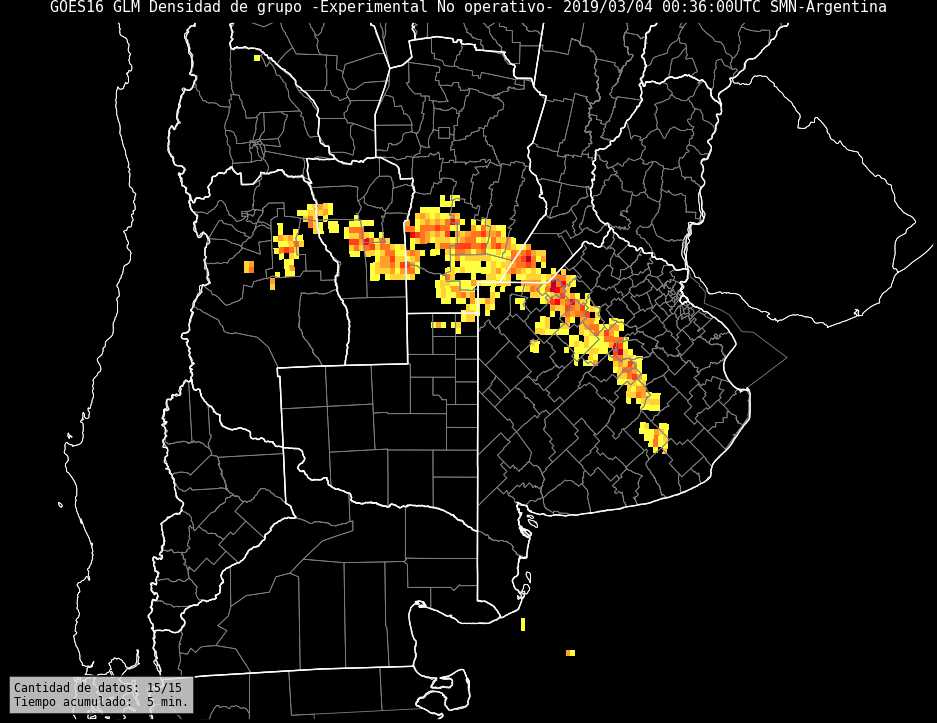 GOES16 GLM Densidad de grupo -Experimental No operativo- 2019/03/04 00:36:00UTC SMN-Argentina
Cantidad de datos: 15/15
Tiempo acumulado:  5 min.